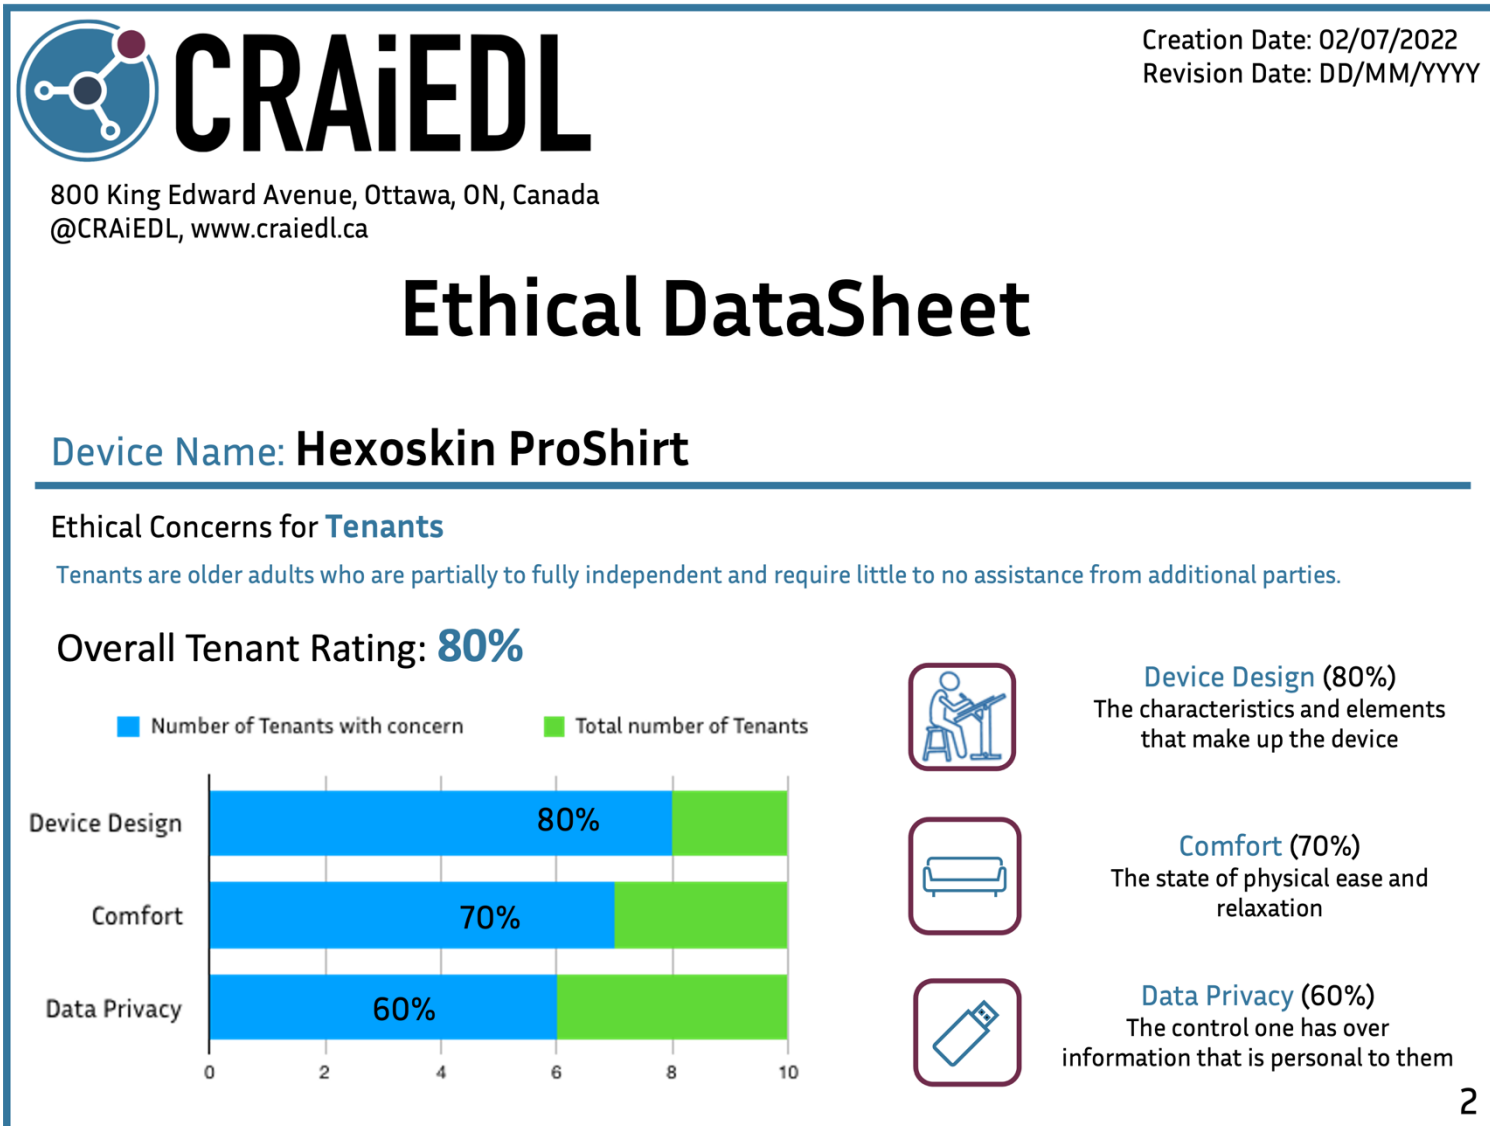 CRAiEDL
Creation Date: 02/07/2022
Revision Date: DD/MM/YYYY
800 King Edward Avenue, Ottawa, ON, Canada
@CRAiEDL, www.craiedl.ca
Ethical DataSheet
Device Name: Hexoskin ProShirt
Ethical Concerns for Tenants
Tenants are older adults who are partially to fully independent and require little to no assistance from additional parties.
Overall Tenant Rating: 80%
Number of Tenants with concern
Total number of Tenants
Device Design
80%
Comfort
70%
Data Privacy
60%
0 2 4 6 8 10
Device Design (80%)
The characteristics and elements
that make up the device
Comfort (70%)
The state of physical ease and
relaxation
Data Privacy (60%)
The control one has over
information that is personal to them
2